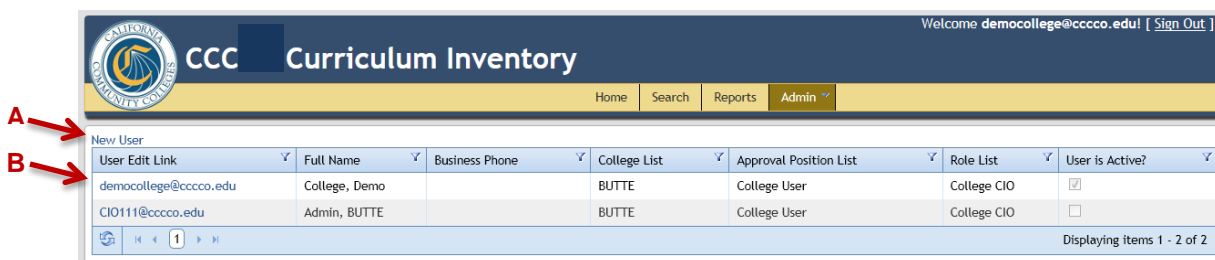 Welcome democollege@cccco.edu! [ Sign Out ]
CALIFORNIA COMMUNITY COLLEGES
CCC Curriculum Inventory
Home Search Reports Admin
A
New User
B
User Edit Link Full Name Business Phone College List Approval Position List Role List User is Active?
democollege@cccco.edu College, Demo BUTTE College User College CIO
CIO111@cccco.edu Admin, BUTTE BUTTE College User College CIO
1 Displaying items 1 - 2 of 2